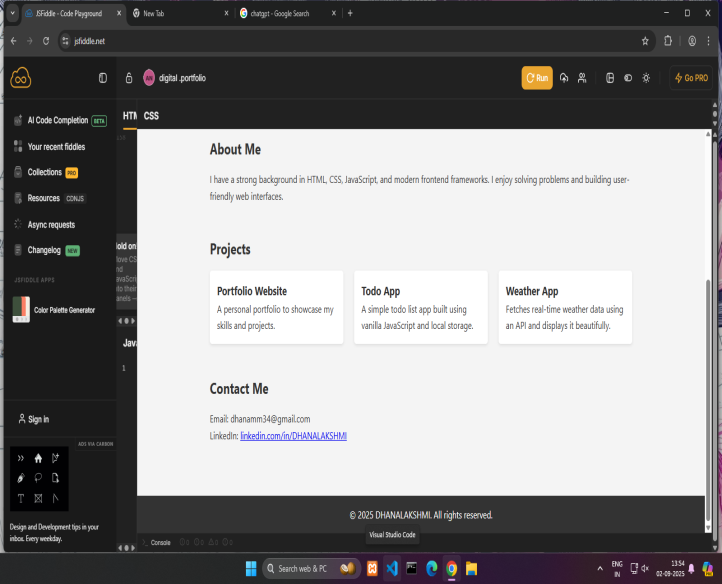 JSFiddle - Code Playground
New Tab
chatgpt - Google Search
jsfiddle.net
AN digital .portfolio
Run
Go PRO
AI Code Completion BETA
Your recent fiddles
Collections PRO
Resources CDNJS
Async requests
Changelog NEW
JSFIDDLE APPS
Color Palette Generator
Sign in
ADS VIA CARBON
Design and Development tips in your
inbox. Every weekday.
HTM CSS
old on
ove CS
nd
avaScri
to their
anels
Java
1
About Me
I have a strong background in HTML, CSS, JavaScript, and modern frontend frameworks. I enjoy solving problems and building user-
friendly web interfaces.
Projects
Portfolio Website
A personal portfolio to showcase my
skills and projects.
Todo App
A simple todo list app built using
vanilla JavaScript and local storage.
Weather App
Fetches real-time weather data using
an API and displays it beautifully.
Contact Me
Email: dhanamm34@gmail.com
LinkedIn: linkedin.com/in/DHANALAKSHMI
© 2025 DHANALAKSHMI. All rights reserved.
Visual Studio Code
>_ Console 0 0 0 0
Search web & PC
ENG
IN
13:54
02-09-2025